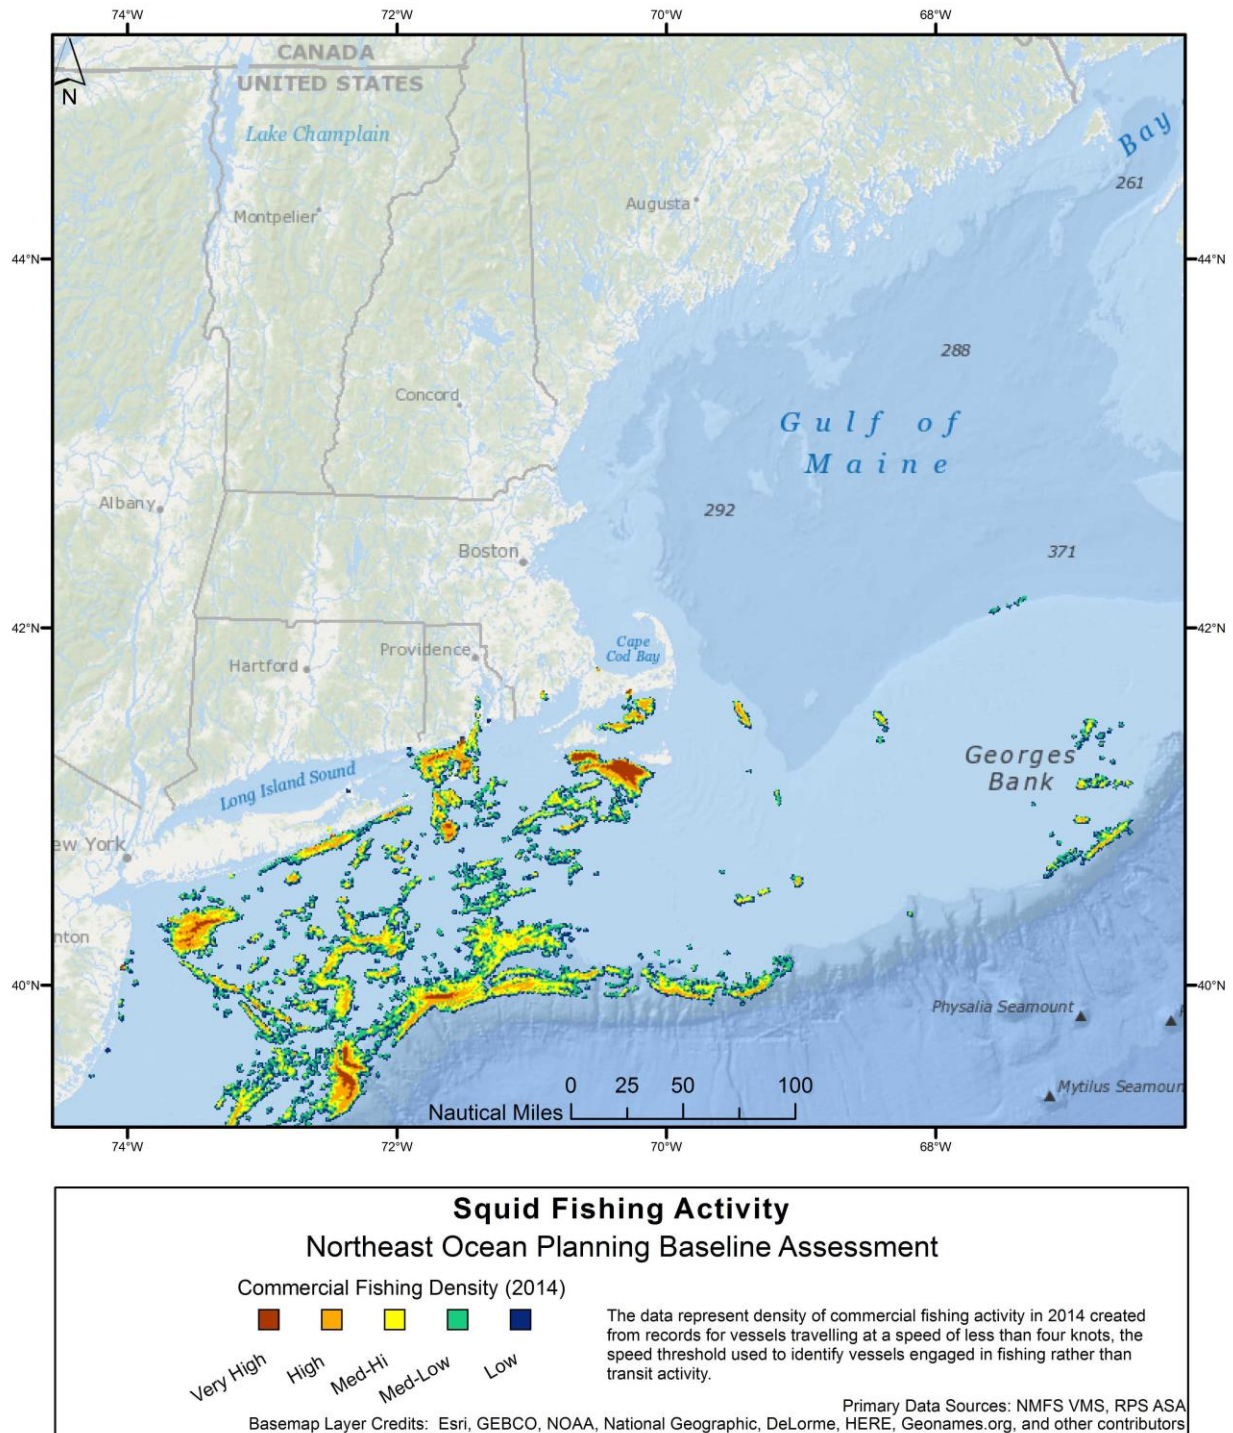 74°W 72°W 70°W 68°W
CANADA
UNITED STATES
N
Lake Champlain
Bay
261
Montpelier
Augusta
44°N 44°N
288
Concord
Gulf of
Maine
Albany
292
Boston
371
42°N 42°N
Cape
Cod Bay
Providence
Hartford
Georges
Bank
Long Island Sound
ew York
nton
40°N 40°N
Physalia Seamount
0 25 50 100
Mytilus Seamoun
Nautical Miles
74°W 72°W 70°W 68°W
Squid Fishing Activity
Northeast Ocean Planning Baseline Assessment
Commercial Fishing Density (2014)
Very High High Med-Hi Med-Low Low
The data represent density of commercial fishing activity in 2014 created
from records for vessels travelling at a speed of less than four knots, the
speed threshold used to identify vessels engaged in fishing rather than
transit activity.
Primary Data Sources: NMFS VMS, RPS ASA
Basemap Layer Credits: Esri, GEBCO, NOAA, National Geographic, DeLorme, HERE, Geonames.org, and other contributors